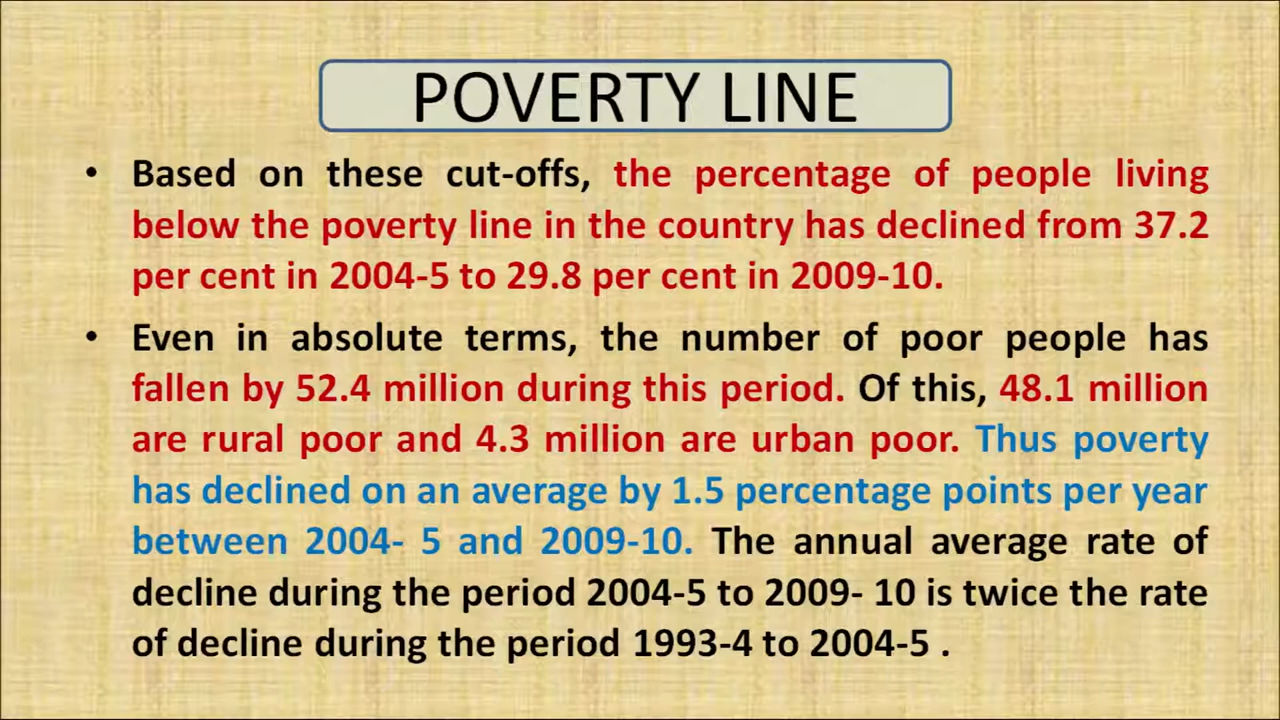 POVERTY LINE
• Based on these cut-offs, the percentage of people living
below the poverty line in the country has declined from 37.2
per cent in 2004-5 to 29.8 per cent in 2009-10.
• Even in absolute terms, the number of poor people has
fallen by 52.4 million during this period. Of this, 48.1 million
are rural poor and 4.3 million are urban poor. Thus poverty
has declined on an average by 1.5 percentage points per year
between 2004- 5 and 2009-10. The annual average rate of
decline during the period 2004-5 to 2009- 10 is twice the rate
of decline during the period 1993-4 to 2004-5 .